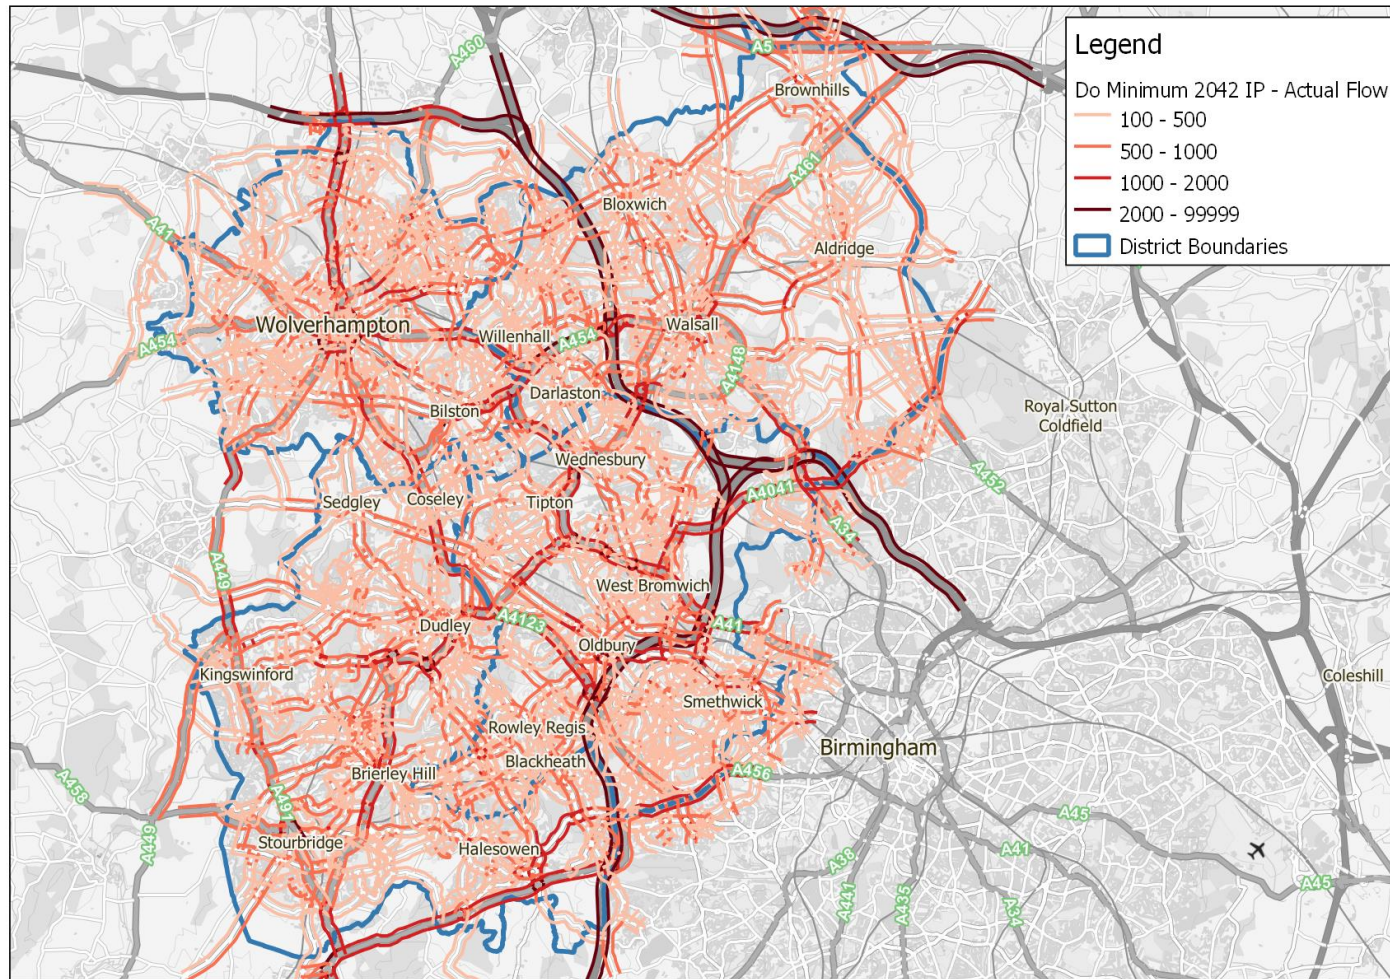 Legend
Do Minimum 2042 IP - Actual Flow
100 - 500
500 - 1000
1000 - 2000
2000 - 99999
District Boundaries
A460
A5
Brownhills
A461
Bloxwich
A41
Aldridge
Wolverhampton
Willenhall
A454
Walsall
A454
A4148
Darlaston
Bilston
Royal Sutton
Coldfield
Wednesbury
A452
Sedgley
Coseley
Tipton
A4041
A34
A449
West Bromwich
Dudley
A4123
A41
Oldbury
Kingswinford
Coleshill
Smethwick
Rowley Regis
Birmingham
Blackheath
Brierley Hill
A456
A458
A491
A45
A449
Stourbridge
Halesowen
A38
A41
A45
A441
A435
A34